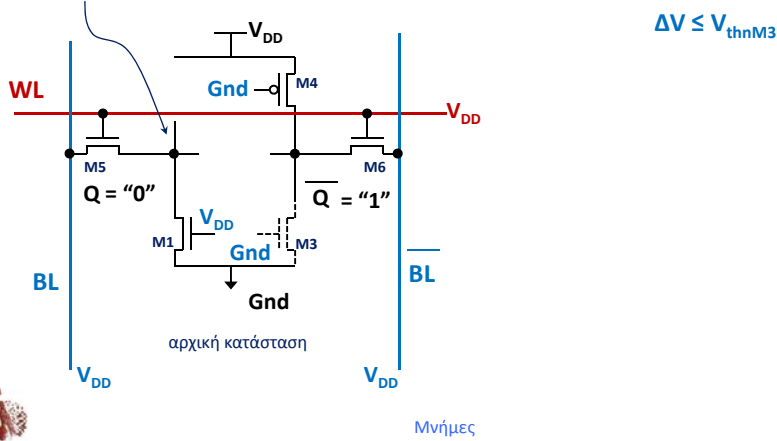 ΔV ≤ VthnM3
VDD
Gnd M4
WL
VDD
M5 M6
Q = “0” Q = “1”
VDD
M1 Gnd M3
BL BL
Gnd
αρχική κατάσταση
VDD VDD
Μνήμες